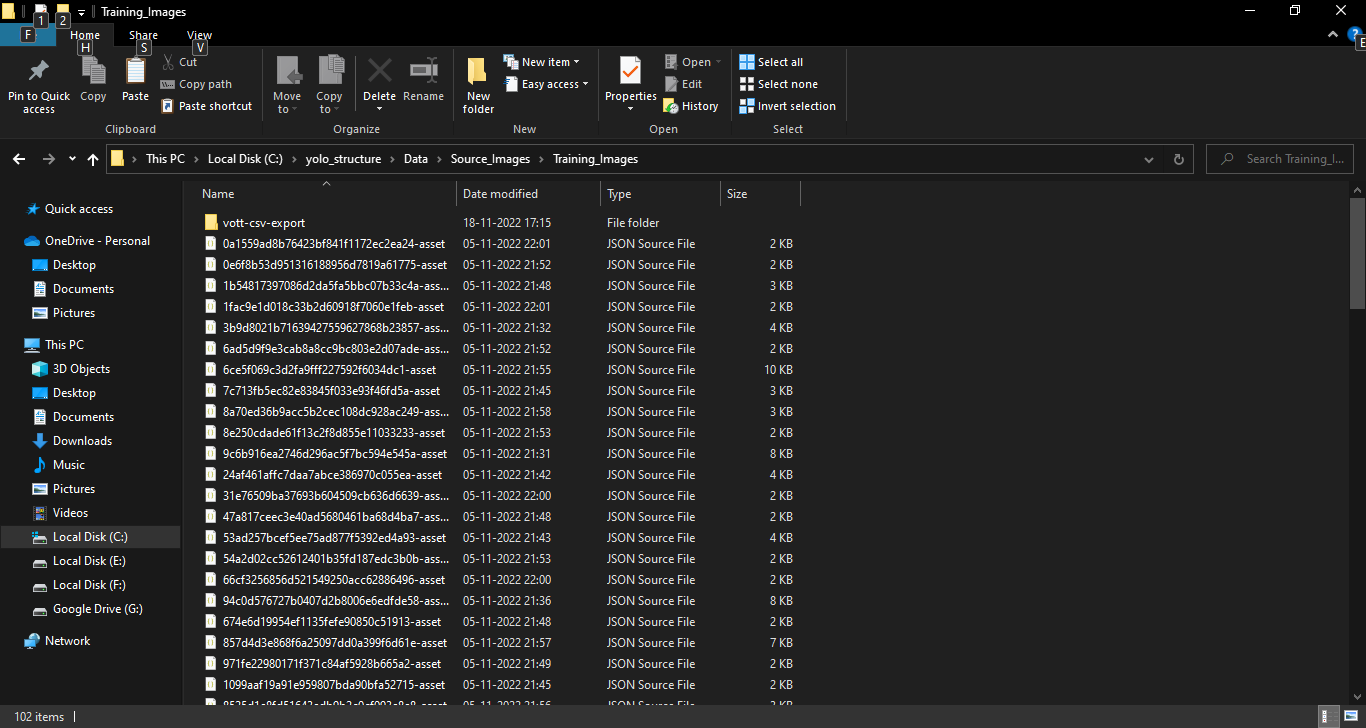 Training_Images
1 2
F Home Share View
H S V E
Pin to Quick access
Copy
Paste
Cut
Copy path
Paste shortcut
Clipboard
Move to
Copy to
Delete
Rename
Organize
New folder
New item
Easy access
New
Properties
Open
Edit
History
Open
Select all
Select none
Invert selection
Select
This PC > Local Disk (C:) > yolo_structure > Data > Source_Images > Training_Images
Search Training_I...
Quick access
OneDrive - Personal
Desktop
Documents
Pictures
This PC
3D Objects
Desktop
Documents
Downloads
Music
Pictures
Videos
Local Disk (C:)
Local Disk (E:)
Local Disk (F:)
Google Drive (G:)
Network
Name Date modified Type Size
vott-csv-export 18-11-2022 17:15 File folder
0a1559ad8b76423bf841f1172ec2ea24-asset 05-11-2022 22:01 JSON Source File 2 KB
0e6f8b53d951316188956d7819a61775-asset 05-11-2022 21:52 JSON Source File 2 KB
1b54817397086d2da5fa5bbc07b33c4a-ass... 05-11-2022 21:48 JSON Source File 3 KB
1fac9e1d018c33b2d60918f7060e1feb-asset 05-11-2022 22:01 JSON Source File 2 KB
3b9d8021b71639427559627868b23857-ass... 05-11-2022 21:32 JSON Source File 4 KB
6ad5d9f9e3cab8a8cc9bc803e2d07ade-ass... 05-11-2022 21:52 JSON Source File 2 KB
6ce5f069c3d2fa9fff227592f6034dc1-asset 05-11-2022 21:55 JSON Source File 10 KB
7c713fb5ec82e83845f033e93f46fd5a-asset 05-11-2022 21:45 JSON Source File 3 KB
8a70ed36b9acc5b2cec108dc928ac249-ass... 05-11-2022 21:58 JSON Source File 3 KB
8e250cdade61f13c2f8d855e11033233-asset 05-11-2022 21:53 JSON Source File 2 KB
9c6b916ea2746d296ac5f7bc594e545a-asset 05-11-2022 21:31 JSON Source File 8 KB
24af461affc7daa7abce386970c055ea-asset 05-11-2022 21:42 JSON Source File 4 KB
31e76509ba37693b604509cb636d6639-ass... 05-11-2022 22:00 JSON Source File 2 KB
47a817ceec3e40ad5680461ba68d4ba7-ass... 05-11-2022 21:48 JSON Source File 2 KB
53ad257bcef5ee75ad877f5392ed4a93-asset 05-11-2022 21:43 JSON Source File 4 KB
54a2d02cc52612401b35fd187edc3b0b-ass... 05-11-2022 21:53 JSON Source File 2 KB
66cf3256856d521549250acc62886496-asset 05-11-2022 22:00 JSON Source File 2 KB
94c0d576727b0407d2b8006e6edfde58-ass... 05-11-2022 21:36 JSON Source File 8 KB
674e6d19954ef1135fefe90850c51913-asset 05-11-2022 21:48 JSON Source File 2 KB
857d4d3e868f6a25097dd0a399f6d61e-asset 05-11-2022 21:57 JSON Source File 7 KB
971fe22980171f371c84af5928b665a2-asset 05-11-2022 21:49 JSON Source File 2 KB
1099aaf19a91e959807bda90bfa52715-asset 05-11-2022 21:45 JSON Source File 2 KB
102 items